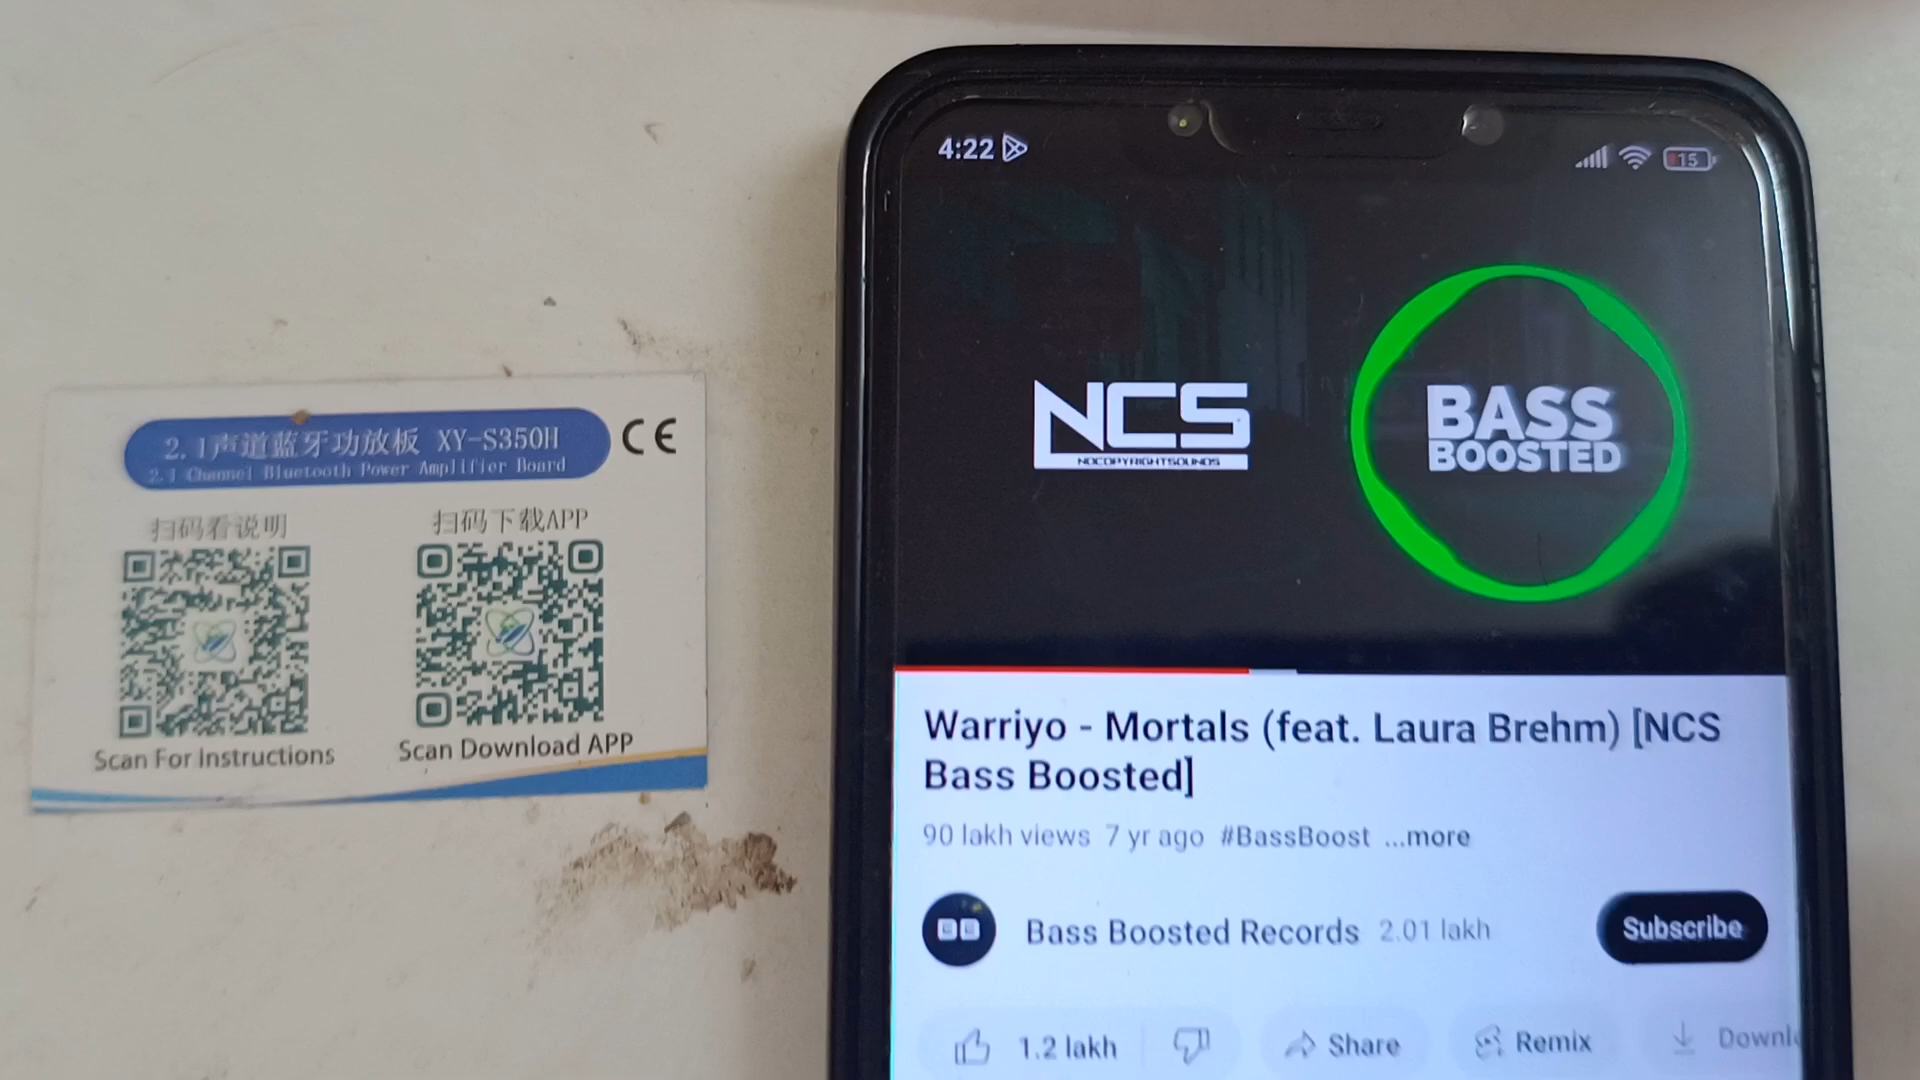 2.1声道蓝牙功放板 XY-S350H
2.1 Channel Bluetooth Power Amplifier Board
CE
扫码看说明
扫码下载APP
Scan For Instructions
Scan Download APP
4:22
15
NCS
NOCOPYRIGHTSOUNDS
BASS
BOOSTED
Warriyo - Mortals (feat. Laura Brehm) [NCS
Bass Boosted]
90 lakh views 7 yr ago #BassBoost ...more
Bass Boosted Records 2.01 lakh
Subscribe
1.2 lakh
Share
Remix
Downl